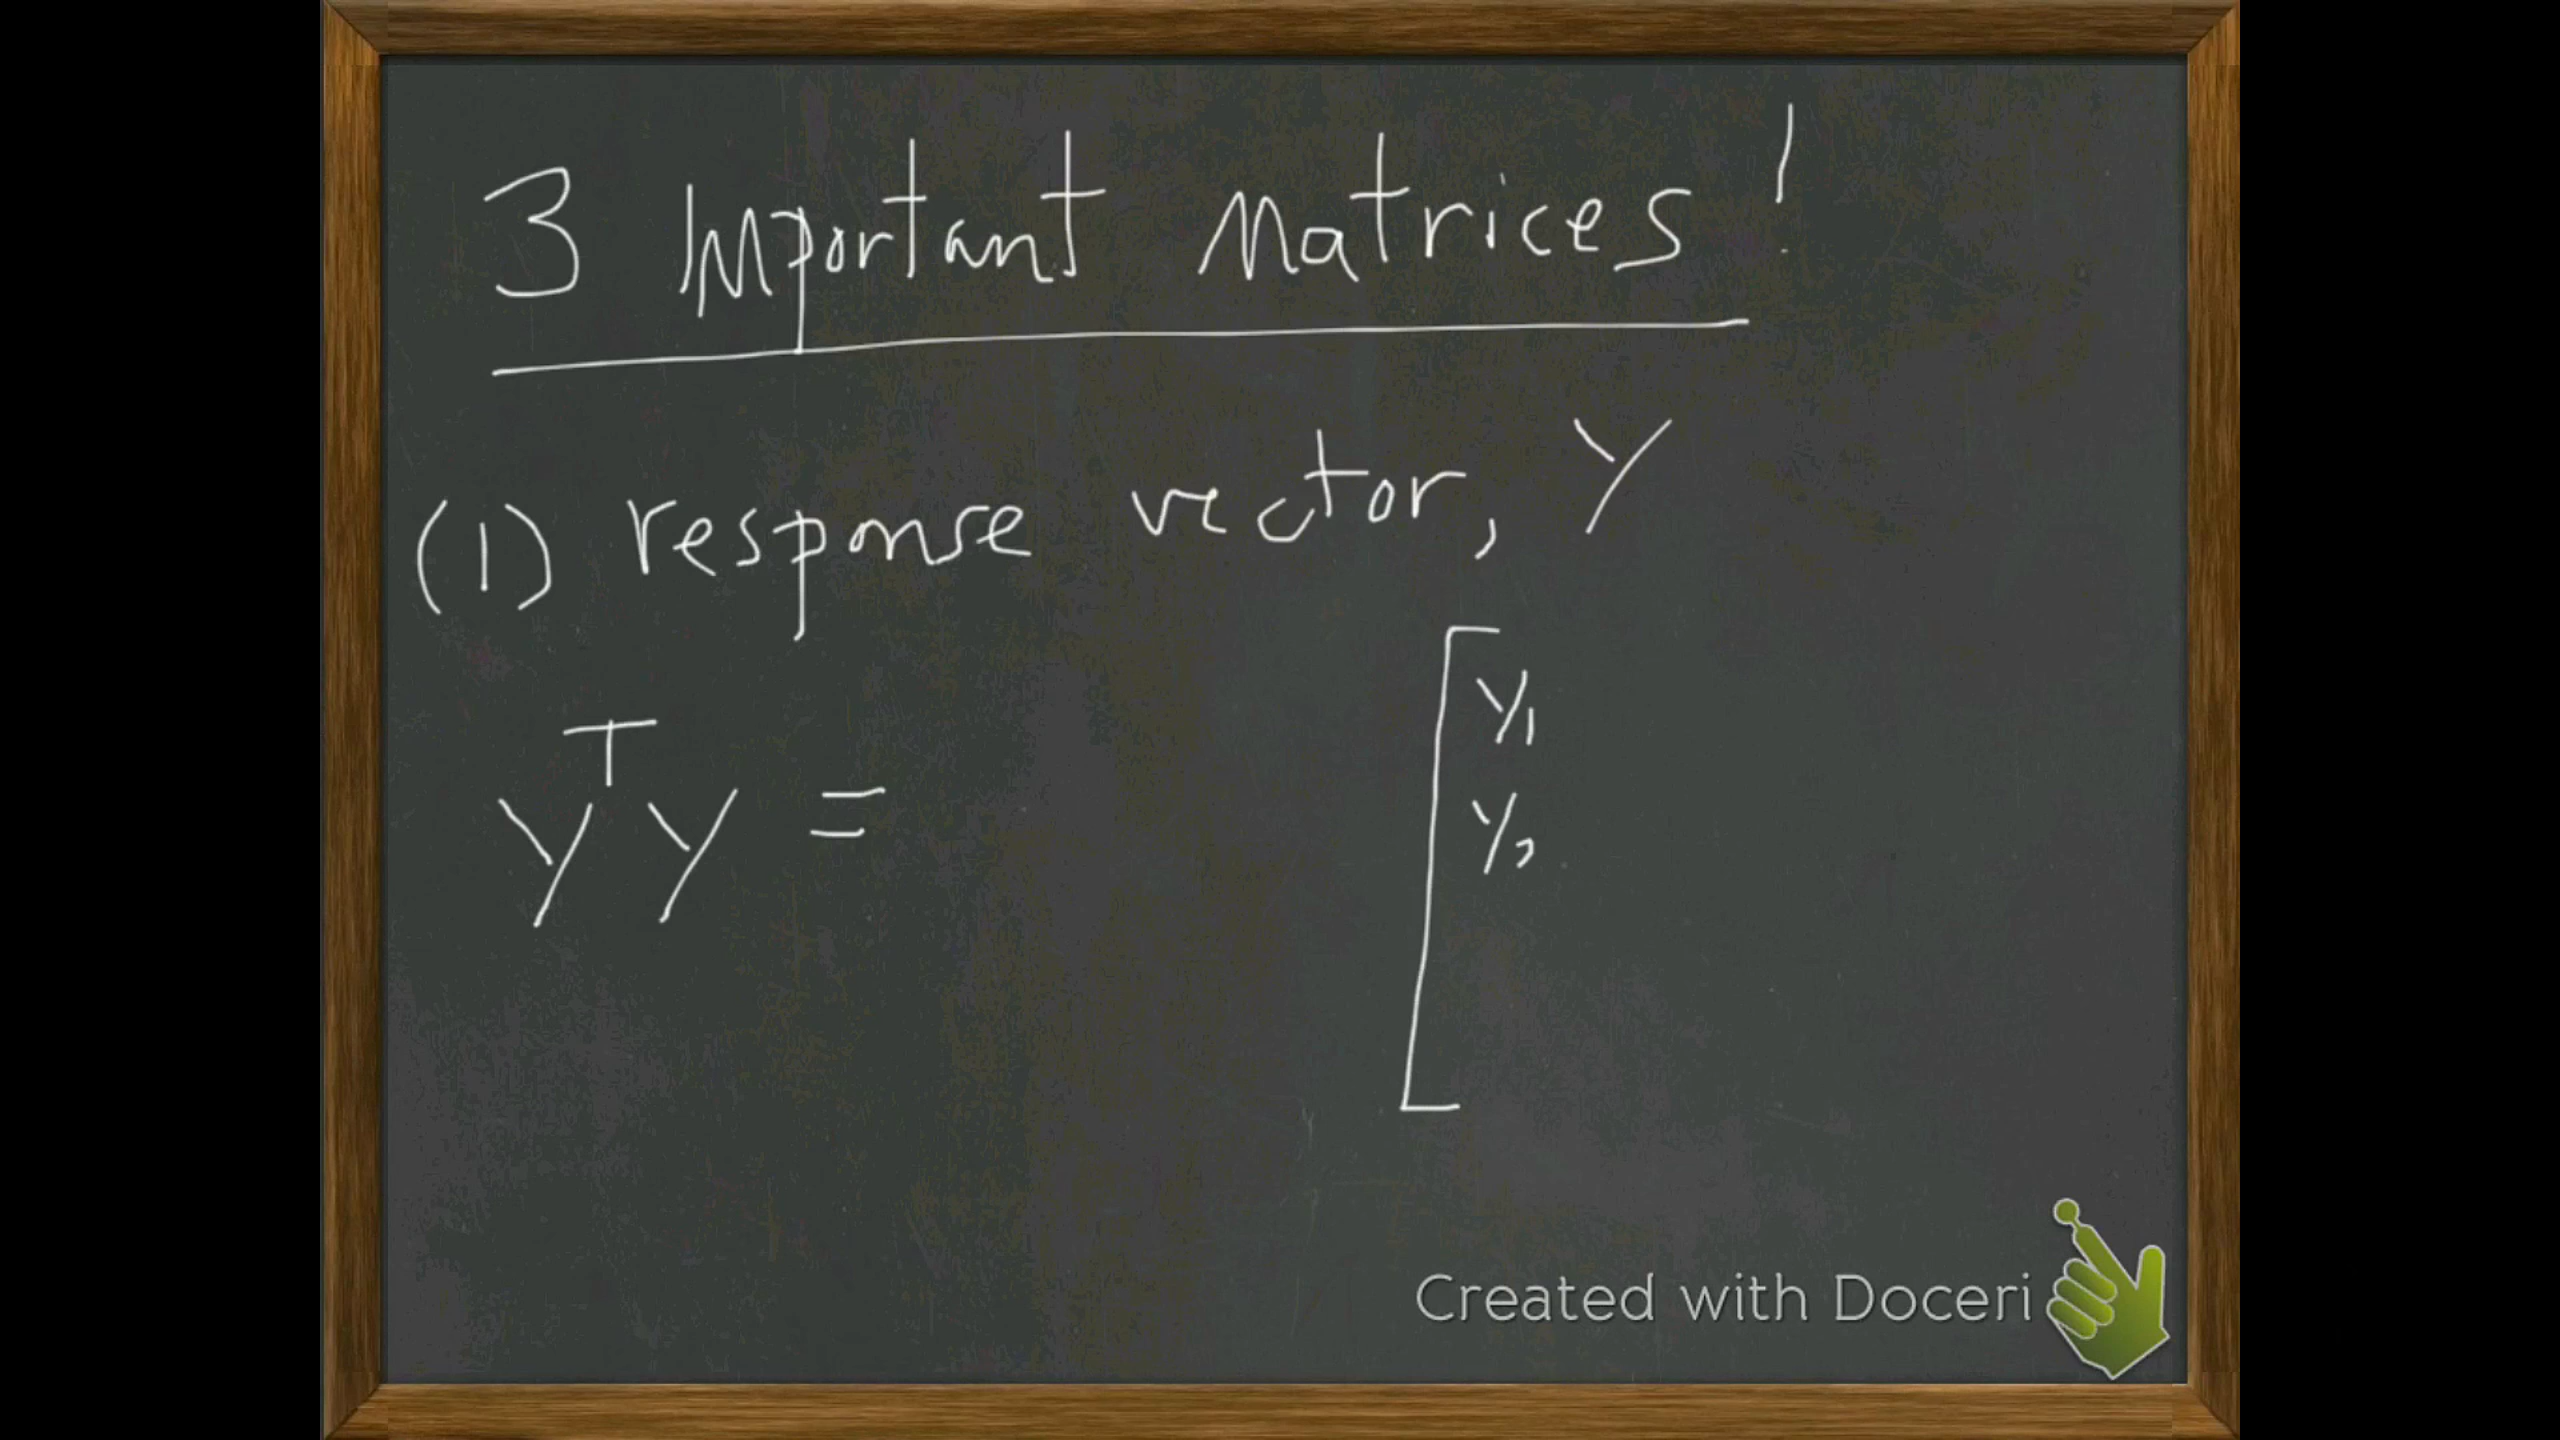 3 Important Matrices!
(1) response vector, Y
Y^T Y = [ Y₁
Y₂
Created with Doceri